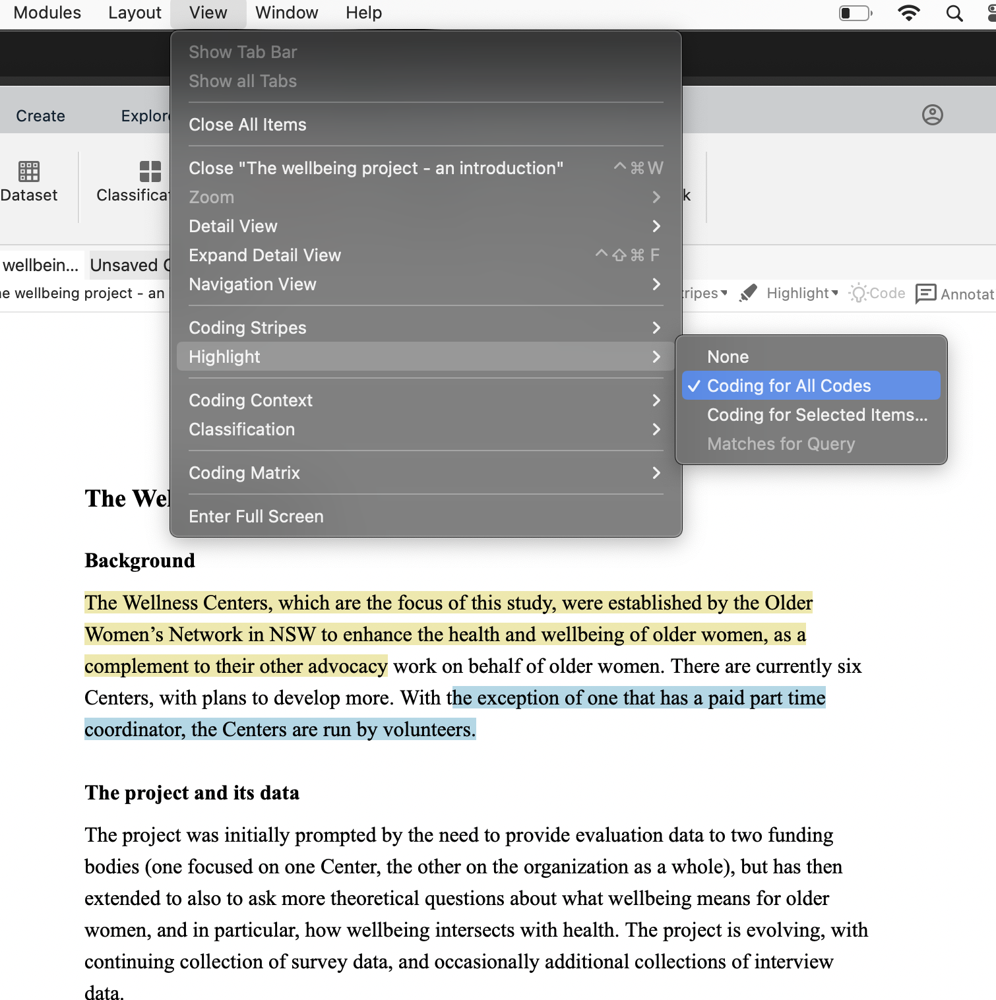 Modules Layout View Window Help
Show Tab Bar
Show all Tabs
Create
Close All Items
Close "The wellbeing project - an introduction" ^⌘W
Dataset
Zoom
Detail View
Expand Detail View ^⇧⌘ F
wellbein... Unsaved
Navigation View
wellbeing project - an
Highlight Code
Coding Stripes
Highlight
None
Coding for All Codes
Coding for Selected Items...
Matches for Query
Coding Context
Classification
Coding Matrix
Enter Full Screen
The
Background
The Wellness Centers, which are the focus of this study, were established by the Older
Women’s Network in NSW to enhance the health and wellbeing of older women, as a
complement to their other advocacy work on behalf of older women. There are currently six
Centers, with plans to develop more. With the exception of one that has a paid part time
coordinator, the Centers are run by volunteers.
The project and its data
The project was initially prompted by the need to provide evaluation data to two funding
bodies (one focused on one Center, the other on the organization as a whole), but has then
extended to also to ask more theoretical questions about what wellbeing means for older
women, and in particular, how wellbeing intersects with health. The project is evolving, with
continuing collection of survey data, and occasionally additional collections of interview
data.